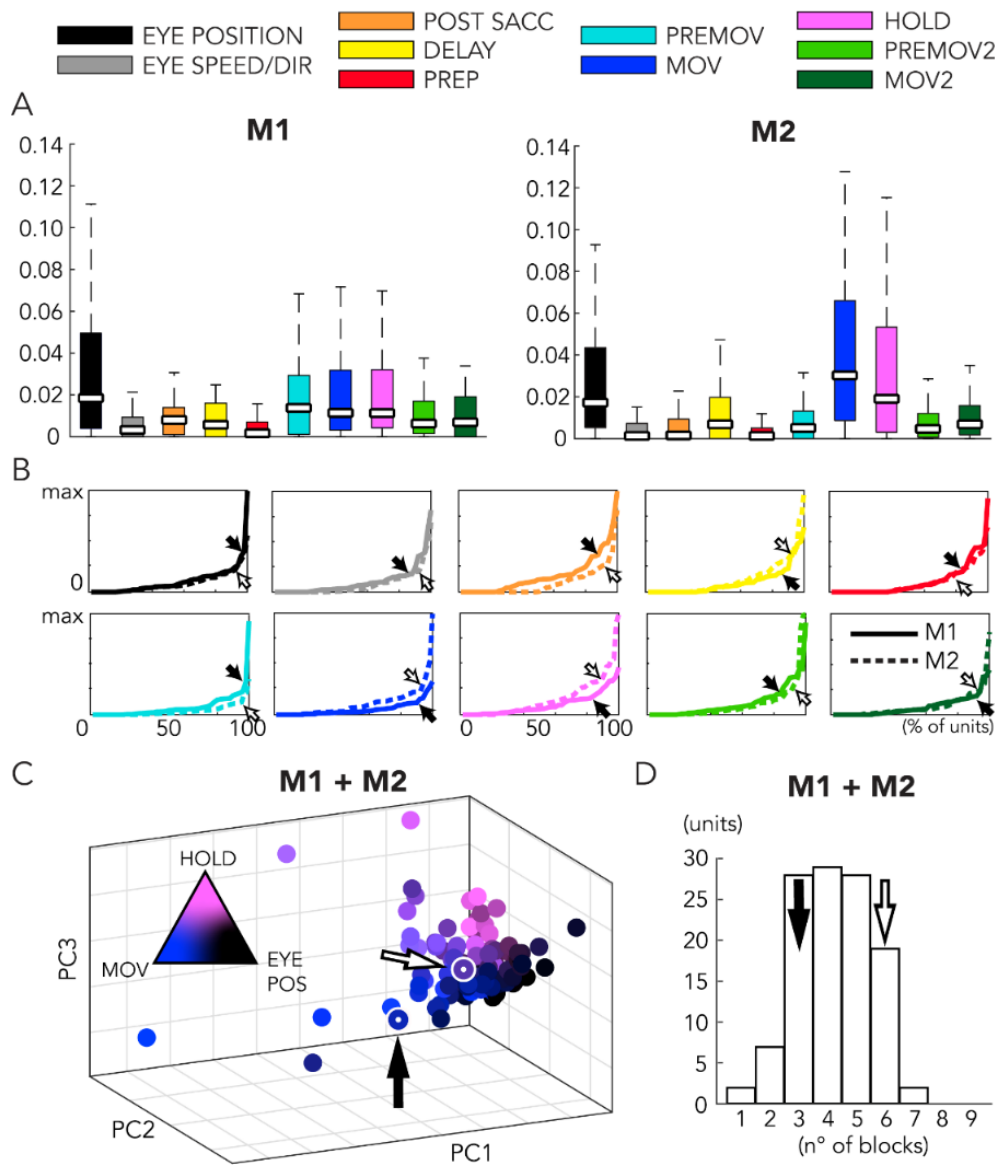 EYE POSITION
EYE SPEED/DIR
POST SACC
DELAY
PREP
PREMOV
MOV
HOLD
PREMOV2
MOV2
A
M1
M2
0.14
0.12
0.10
0.08
0.06
0.04
0.02
0
0.14
0.12
0.10
0.08
0.06
0.04
0.02
0
B
max
0
max
0 50 100
0 50 100
M1
M2
(% of units)
C
M1 + M2
HOLD
MOV
EYE
POS
PC3
PC2
PC1
D
M1 + M2
(units)
30
25
20
15
10
5
0
1 2 3 4 5 6 7 8 9
(n° of blocks)